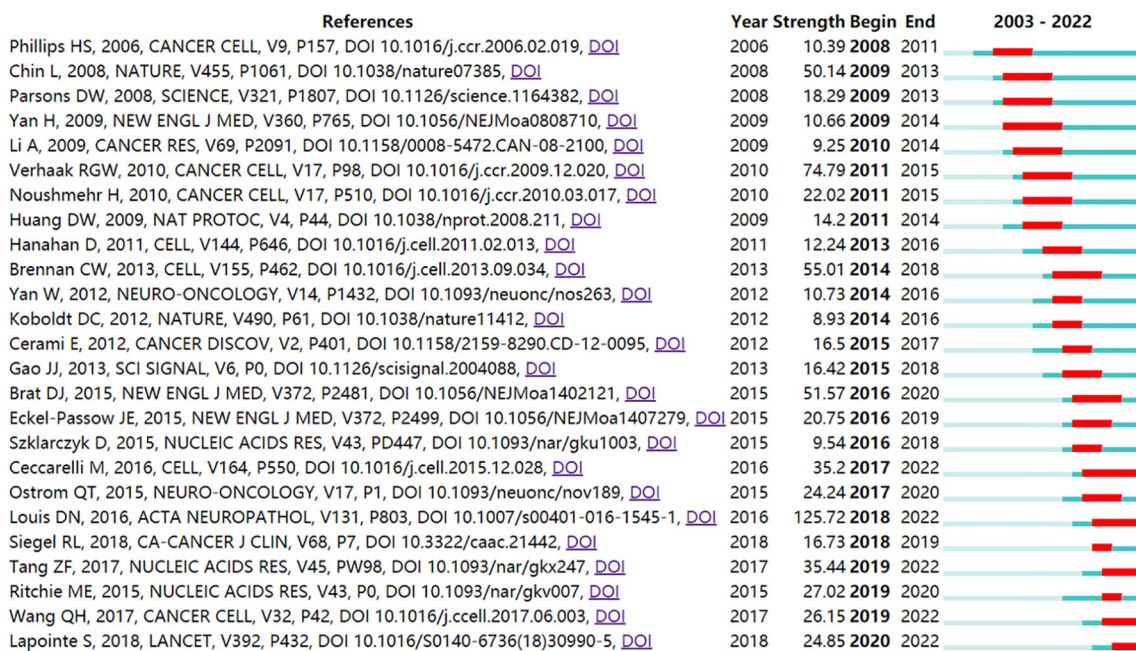 References Year Strength Begin End 2003 - 2022
Phillips HS, 2006, CANCER CELL, V9, P157, DOI 10.1016/j.ccr.2006.02.019, DOI 2006 10.39 2008 2011
Chin L, 2008, NATURE, V455, P1061, DOI 10.1038/nature07385, DOI 2008 50.14 2009 2013
Parsons DW, 2008, SCIENCE, V321, P1807, DOI 10.1126/science.1164382, DOI 2008 18.29 2009 2013
Yan H, 2009, NEW ENGL J MED, V360, P765, DOI 10.1056/NEJMoa0808710, DOI 2009 10.66 2009 2014
Li A, 2009, CANCER RES, V69, P2091, DOI 10.1158/0008-5472.CAN-08-2100, DOI 2009 9.25 2010 2014
Verhaak RGW, 2010, CANCER CELL, V17, P98, DOI 10.1016/j.ccr.2009.12.020, DOI 2010 74.79 2011 2015
Noushmehr H, 2010, CANCER CELL, V17, P510, DOI 10.1016/j.ccr.2010.03.017, DOI 2010 22.02 2011 2015
Huang DW, 2009, NAT PROTOC, V4, P44, DOI 10.1038/nprot.2008.211, DOI 2009 14.2 2011 2014
Hanahan D, 2011, CELL, V144, P646, DOI 10.1016/j.cell.2011.02.013, DOI 2011 12.24 2013 2016
Brennan CW, 2013, CELL, V155, P462, DOI 10.1016/j.cell.2013.09.034, DOI 2013 55.01 2014 2018
Yan W, 2012, NEURO-ONCOLOGY, V14, P1432, DOI 10.1093/neuonc/nos263, DOI 2012 10.73 2014 2016
Koboldt DC, 2012, NATURE, V490, P61, DOI 10.1038/nature11412, DOI 2012 8.93 2014 2016
Cerami E, 2012, CANCER DISCOV, V2, P401, DOI 10.1158/2159-8290.CD-12-0095, DOI 2012 16.5 2015 2017
Gao JJ, 2013, SCI SIGNAL, V6, P0, DOI 10.1126/scisignal.2004088, DOI 2013 16.42 2015 2018
Brat DJ, 2015, NEW ENGL J MED, V372, P2481, DOI 10.1056/NEJMoa1402121, DOI 2015 51.57 2016 2020
Eckel-Passow JE, 2015, NEW ENGL J MED, V372, P2499, DOI 10.1056/NEJMoa1407279, DOI 2015 20.75 2016 2019
Szklarczyk D, 2015, NUCLEIC ACIDS RES, V43, PD447, DOI 10.1093/nar/gku1003, DOI 2015 9.54 2016 2018
Ceccarelli M, 2016, CELL, V164, P550, DOI 10.1016/j.cell.2015.12.028, DOI 2016 35.2 2017 2022
Ostrom QT, 2015, NEURO-ONCOLOGY, V17, P1, DOI 10.1093/neuonc/nov189, DOI 2015 24.24 2017 2020
Louis DN, 2016, ACTA NEUROPATHOL, V131, P803, DOI 10.1007/s00401-016-1545-1, DOI 2016 125.72 2018 2022
Siegel RL, 2018, CA-CANCER J CLIN, V68, P7, DOI 10.3322/caac.21442, DOI 2018 16.73 2018 2019
Tang ZF, 2017, NUCLEIC ACIDS RES, V45, PW98, DOI 10.1093/nar/gkx247, DOI 2017 35.44 2019 2022
Ritchie ME, 2015, NUCLEIC ACIDS RES, V43, P0, DOI 10.1093/nar/gkv007, DOI 2015 27.02 2019 2020
Wang QH, 2017, CANCER CELL, V32, P42, DOI 10.1016/j.ccell.2017.06.003, DOI 2017 26.15 2019 2022
Lapointe S, 2018, LANCET, V392, P432, DOI 10.1016/S0140-6736(18)30990-5, DOI 2018 24.85 2020 2022